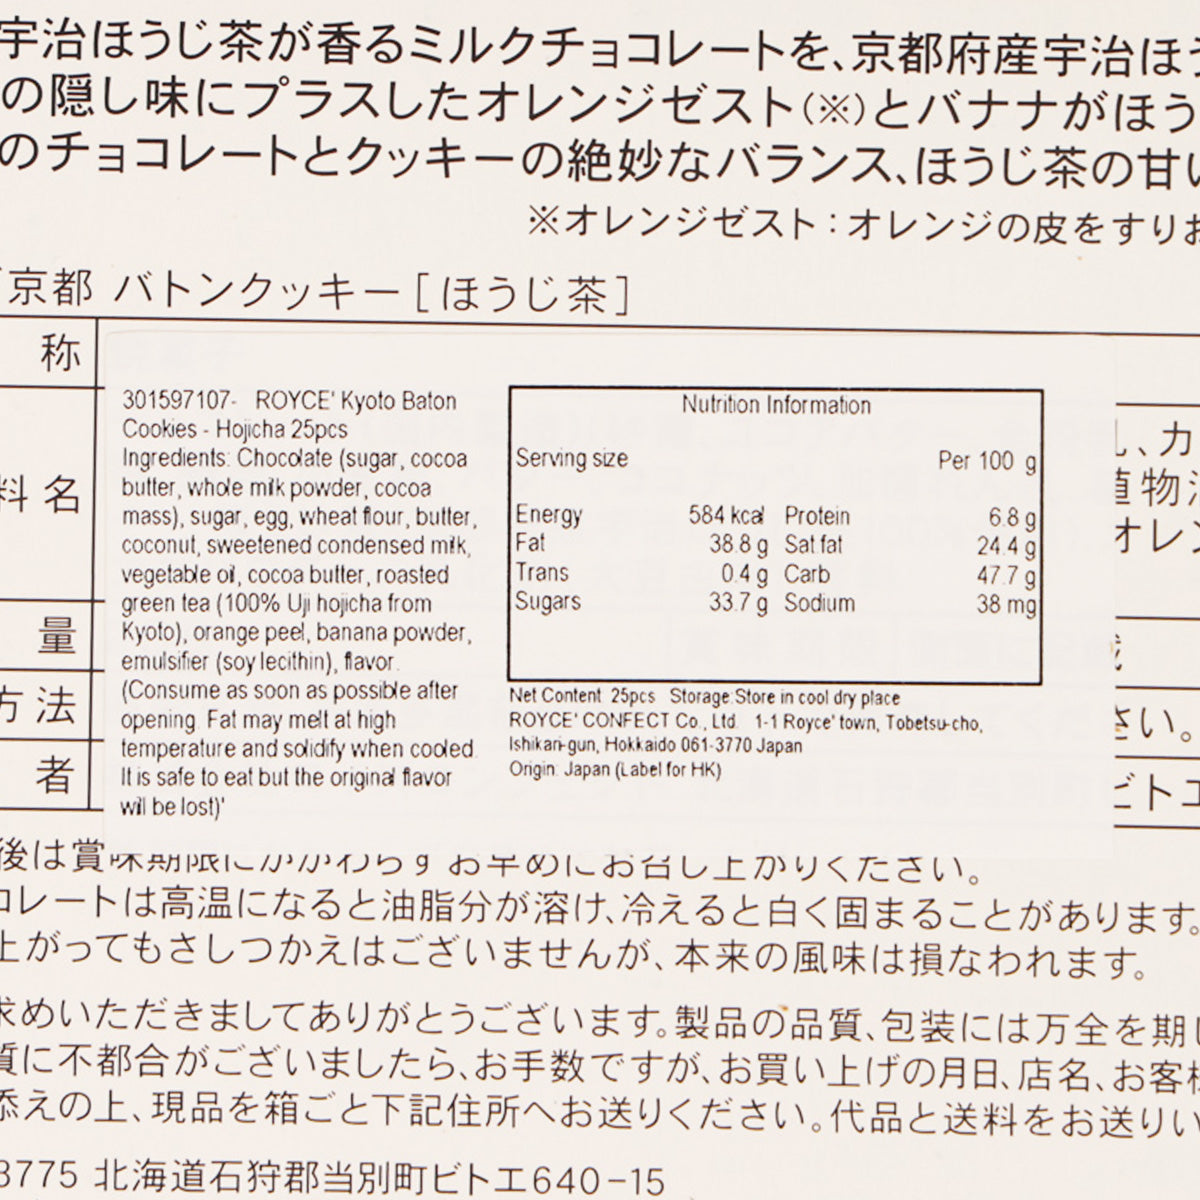 宇治ほうじ茶が香るミルクチョコレートを、京都府産宇治ほ
の隠し味にプラスしたオレンジゼスト(※)とバナナがほう
のチョコレートとクッキーの絶妙なバランス、ほうじ茶の甘い
※オレンジゼスト:オレンジの皮をすりお
京都 バトンクッキー[ほうじ茶]
称
料名
量
方法
者
301597107- ROYCE' Kyoto Baton
Cookies - Hojicha 25pcs
Ingredients: Chocolate (sugar, cocoa
butter, whole milk powder, cocoa
mass), sugar, egg, wheat flour, butter,
coconut, sweetened condensed milk,
vegetable oil, cocoa butter, roasted
green tea (100% Uji hojicha from
Kyoto), orange peel, banana powder,
emulsifier (soy lecithin), flavor.
(Consume as soon as possible after
opening. Fat may melt at high
temperature and solidify when cooled.
It is safe to eat but the original flavor
will be lost)'
Nutrition Information
Serving size Per 100 g
Energy 584 kcal Protein 6.8 g
Fat 38.8 g Sat fat 24.4 g
Trans 0.4 g Carb 47.7 g
Sugars 33.7 g Sodium 38 mg
Net Content: 25pcs Storage:Store in cool dry place
ROYCE' CONFECT Co., Ltd. 1-1 Royce' town, Tobetsu-cho,
Ishikari-gun, Hokkaido 061-3770 Japan
Origin: Japan (Label for HK)
、カ
植物油
オレン
さい。
ビトエ
後は賞味期限にかかわらずお早めにお召し上がりください。
コレートは高温になると油脂分が溶け、冷えると白く固まることがあります。
上がってもさしつかえはございませんが、本来の風味は損なわれます。
求めいただきましてありがとうございます。製品の品質、包装には万全を期し
質に不都合がございましたら、お手数ですが、お買い上げの月日、店名、お客様
添えの上、現品を箱ごと下記住所へお送りください。代品と送料をお送りい
3775 北海道石狩郡当別町ビトエ640-15